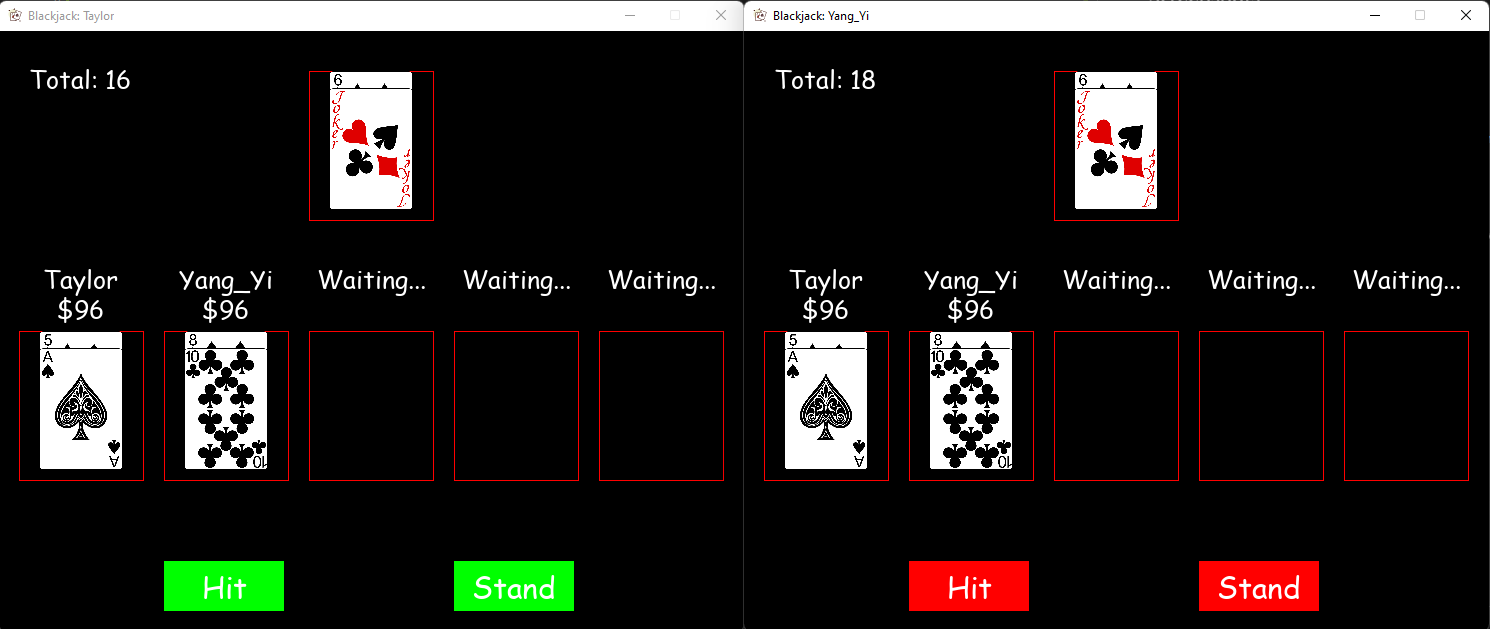 Blackjack: Taylor
Total: 16
6
Joker
Joker
Taylor
$96
Yang_Yi
$96
Waiting...
Waiting...
Waiting...
5
A
A
8
10
10
Hit
Stand
Blackjack: Yang_Yi
Total: 18
6
Joker
Joker
Taylor
$96
Yang_Yi
$96
Waiting...
Waiting...
Waiting...
5
A
A
8
10
10
Hit
Stand